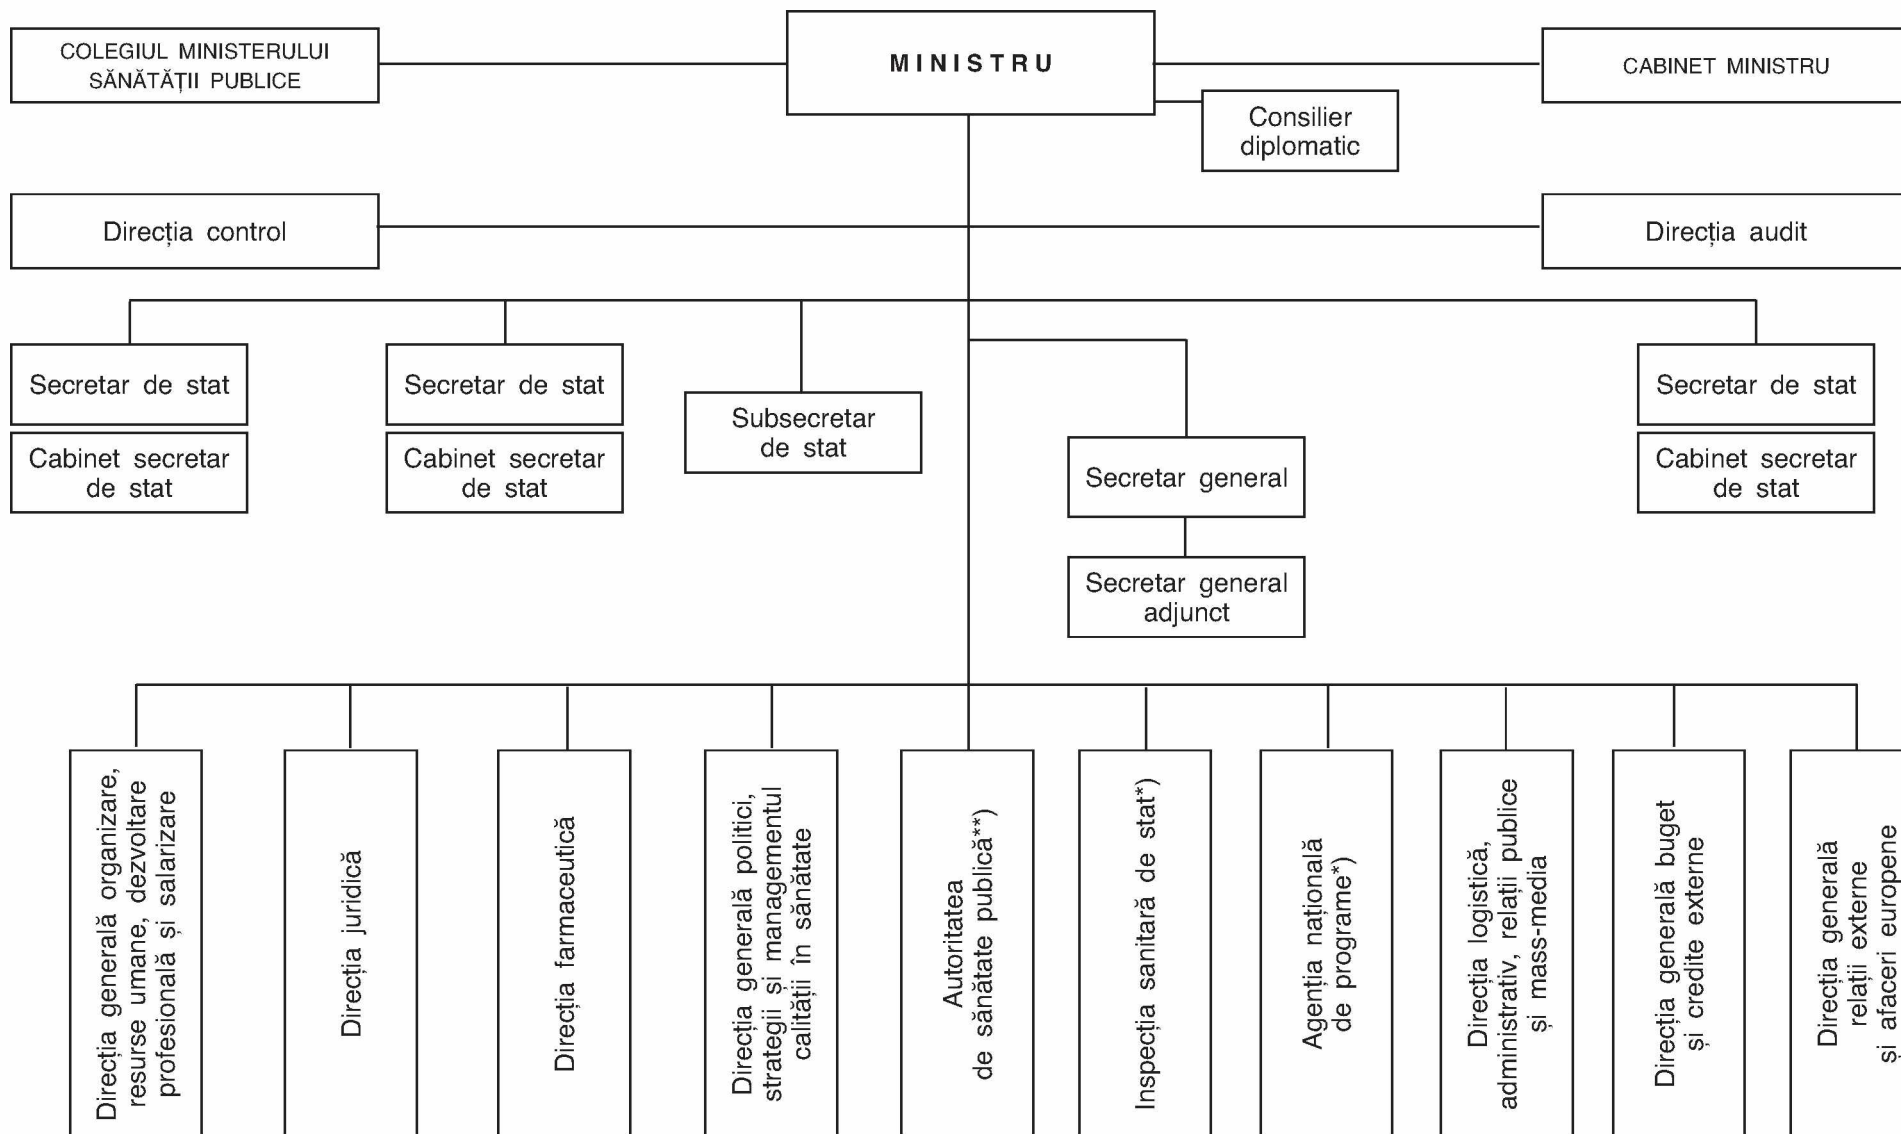 COLEGIUL MINISTERULUI
SĂNĂTĂȚII PUBLICE
MINISTRU
CABINET MINISTRU
Consilier
diplomatic
Direcția control
Direcția audit
Secretar de stat
Cabinet secretar
de stat
Secretar de stat
Cabinet secretar
de stat
Subsecretar
de stat
Secretar general
Secretar general
adjunct
Secretar de stat
Cabinet secretar
de stat
Direcția generală organizare,
resurse umane, dezvoltare
profesională și salarizare
Direcția juridică
Direcția farmaceutică
Direcția generală politici,
strategii și managementul
calității în sănătate
Autoritatea
de sănătate publică**)
Inspecția sanitară de stat*)
Agenția națională
de programe*)
Direcția logistică,
administrativ, relații publice
și mass-media
Direcția generală buget
și credite externe
Direcția generală
relații externe
și afaceri europene